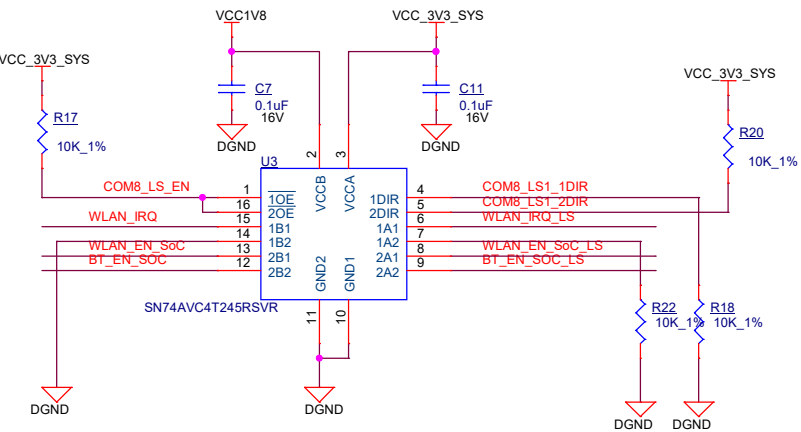 VCC1V8
VCC_3V3_SYS
VCC_3V3_SYS
VCC_3V3_SYS
C7
0.1uF
16V
C11
0.1uF
16V
R17
10K_1%
R20
10K_1%
DGND
DGND
U3
2
3
COM8_LS_EN
1
1OE
VCCB
VCCA
1DIR
4
COM8_LS1_1DIR
16
2OE
2DIR
5
COM8_LS1_2DIR
WLAN_IRQ
15
1B1
1A1
6
WLAN_IRQ_LS
14
1B2
1A2
7
WLAN_EN_SoC
13
2B1
2A1
8
WLAN_EN_SoC_LS
BT_EN_SOC
12
2B2
2A2
9
BT_EN_SOC_LS
GND2
GND1
SN74AVC4T245RSVR
11
10
R22
10K_1%
R18
10K_1%
DGND
DGND
DGND
DGND